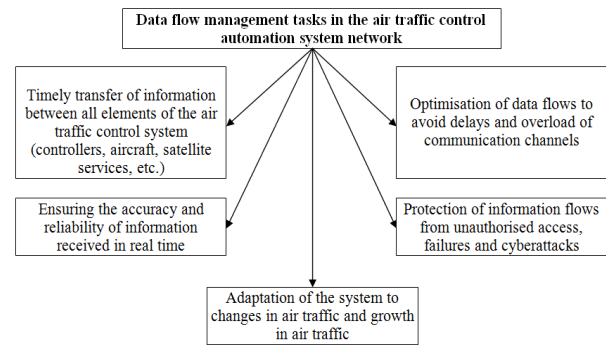 Data flow management tasks in the air traffic control
automation system network
Timely transfer of information
between all elements of the air
traffic control system
(controllers, aircraft, satellite
services, etc.)
Optimisation of data flows to
avoid delays and overload of
communication channels
Ensuring the accuracy and
reliability of information
received in real time
Protection of information flows
from unauthorised access,
failures and cyberattacks
Adaptation of the system to
changes in air traffic and growth
in air traffic